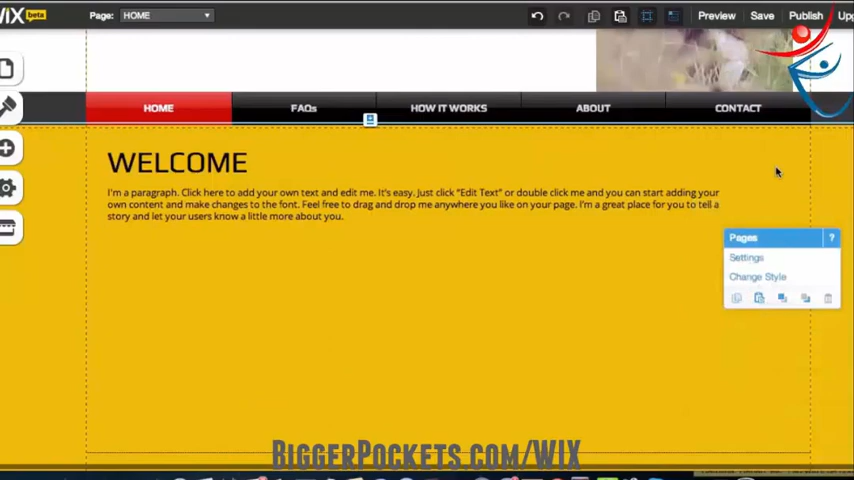 WiX beta Page: HOME Preview Save Publish
HOME FAQs HOW IT WORKS ABOUT CONTACT
WELCOME
I'm a paragraph. Click here to add your own text and edit me. It's easy. Just click "Edit Text" or double click me and you can start adding your
own content and make changes to the font. Feel free to drag and drop me anywhere you like on your page. I'm a great place for you to tell a
story and let your users know a little more about you.
Pages ?
Settings
Change Style
BIGGERPOCKETS.COM/WIX